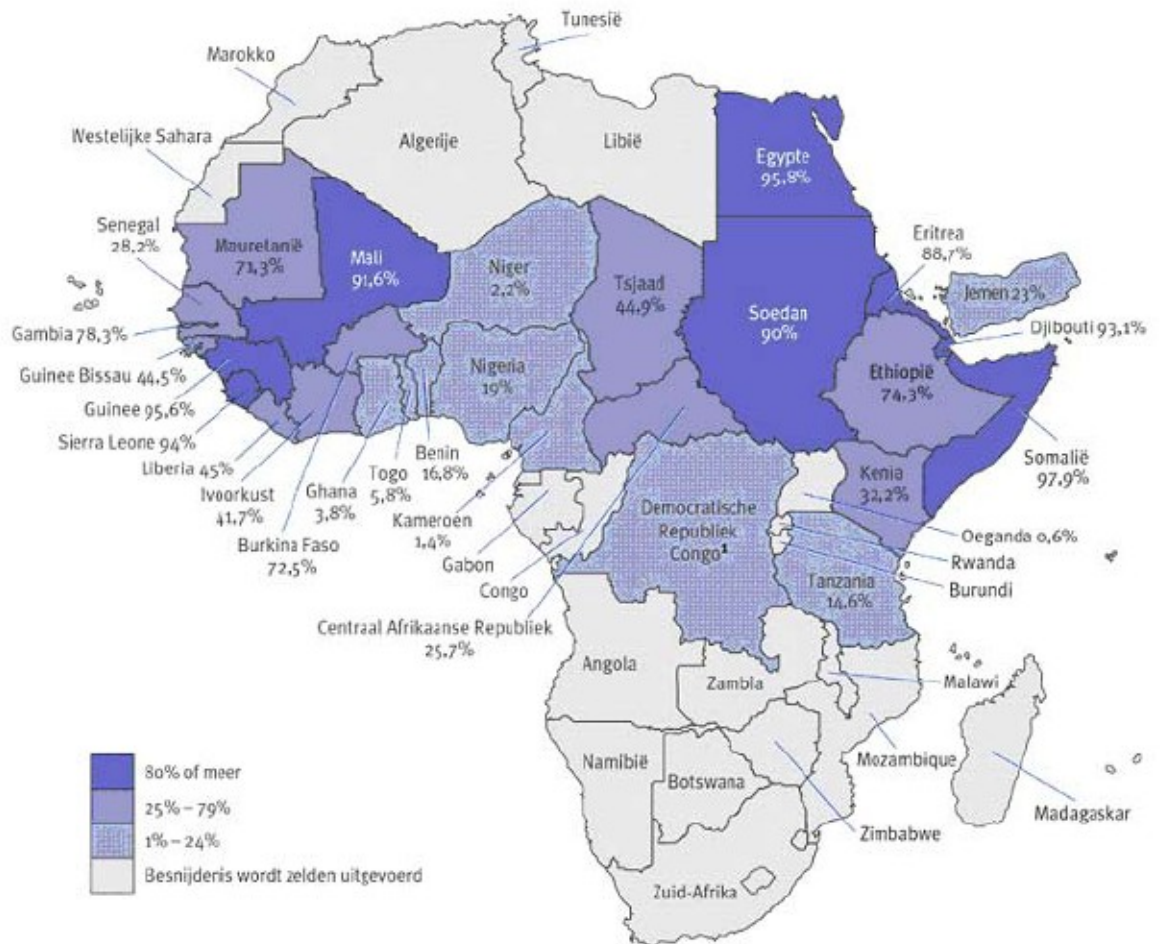 Tunesië
Marokko
Westelijke Sahara
Algerije
Libië
Egypte
95,8%
Senegal
28,2%
Mauretanië
71,3%
Mali
91,6%
Niger
2,2%
Tsjaad
44,9%
Soedan
90%
Eritrea
88,7%
Jemen 23%
Djibouti 93,1%
Gambia 78,3%
Guinee Bissau 44,5%
Guinee 95,6%
Sierra Leone 94%
Liberia 45%
Ivoorkust
41,7%
Burkina Faso
72,5%
Ghana
3,8%
Togo
5,8%
Benin
16,8%
Nigeria
19%
Kameroen
1,4%
Gabon
Congo
Centraal Afrikaanse Republiek
25,7%
Democratische
Republiek
Congo¹
Ethiopië
74,3%
Somalië
97,9%
Kenia
32,2%
Oeganda 0,6%
Rwanda
Burundi
Tanzania
14,6%
Angola
Zambia
Malawi
Mozambique
Namibië
Botswana
Zimbabwe
Madagaskar
Zuid-Afrika
80% of meer
25% – 79%
1% – 24%
Besnijdenis wordt zelden uitgevoerd